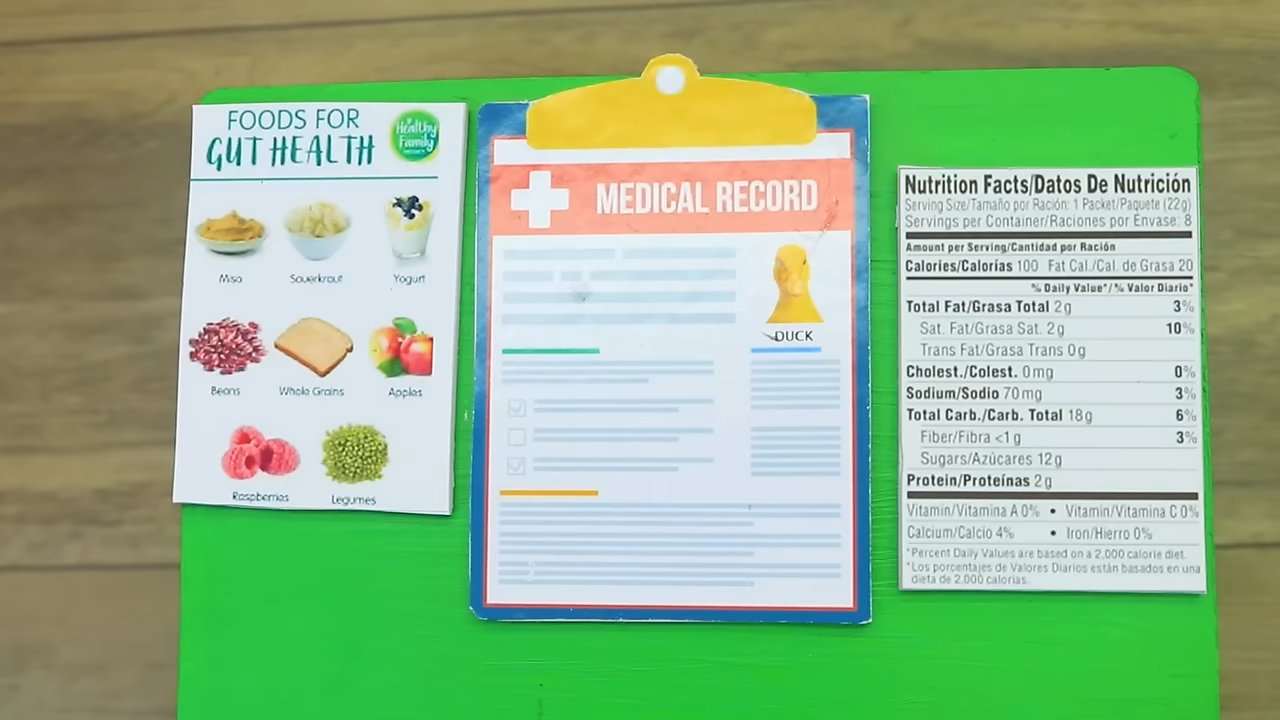 FOODS FOR
GUT HEALTH
Healthy
Family
Miso
Sauerkraut
Yogurt
Beans
Whole Grains
Apples
Raspberries
Legumes
MEDICAL RECORD
DUCK
Nutrition Facts/Datos De Nutrición
Serving Size/Tamaño por Ración: 1 Packet/Paquete (22g)
Servings per Container/Raciones por Envase: 8
Amount per Serving/Cantidad por Ración
Calories/Calorías 100 Fat Cal./Cal. de Grasa 20
% Daily Value*/% Valor Diario*
Total Fat/Grasa Total 2g 3%
Sat. Fat/Grasa Sat. 2g 10%
Trans Fat/Grasa Trans 0g
Cholest./Colest. 0mg 0%
Sodium/Sodio 70mg 3%
Total Carb./Carb. Total 18g 6%
Fiber/Fibra <1g 3%
Sugars/Azúcares 12g
Protein/Proteínas 2g
Vitamin/Vitamina A 0% • Vitamin/Vitamina C 0%
Calcium/Calcio 4% • Iron/Hierro 0%
*Percent Daily Values are based on a 2,000 calorie diet.
*Los porcentajes de Valores Diarios están basados en una
dieta de 2,000 calorías.